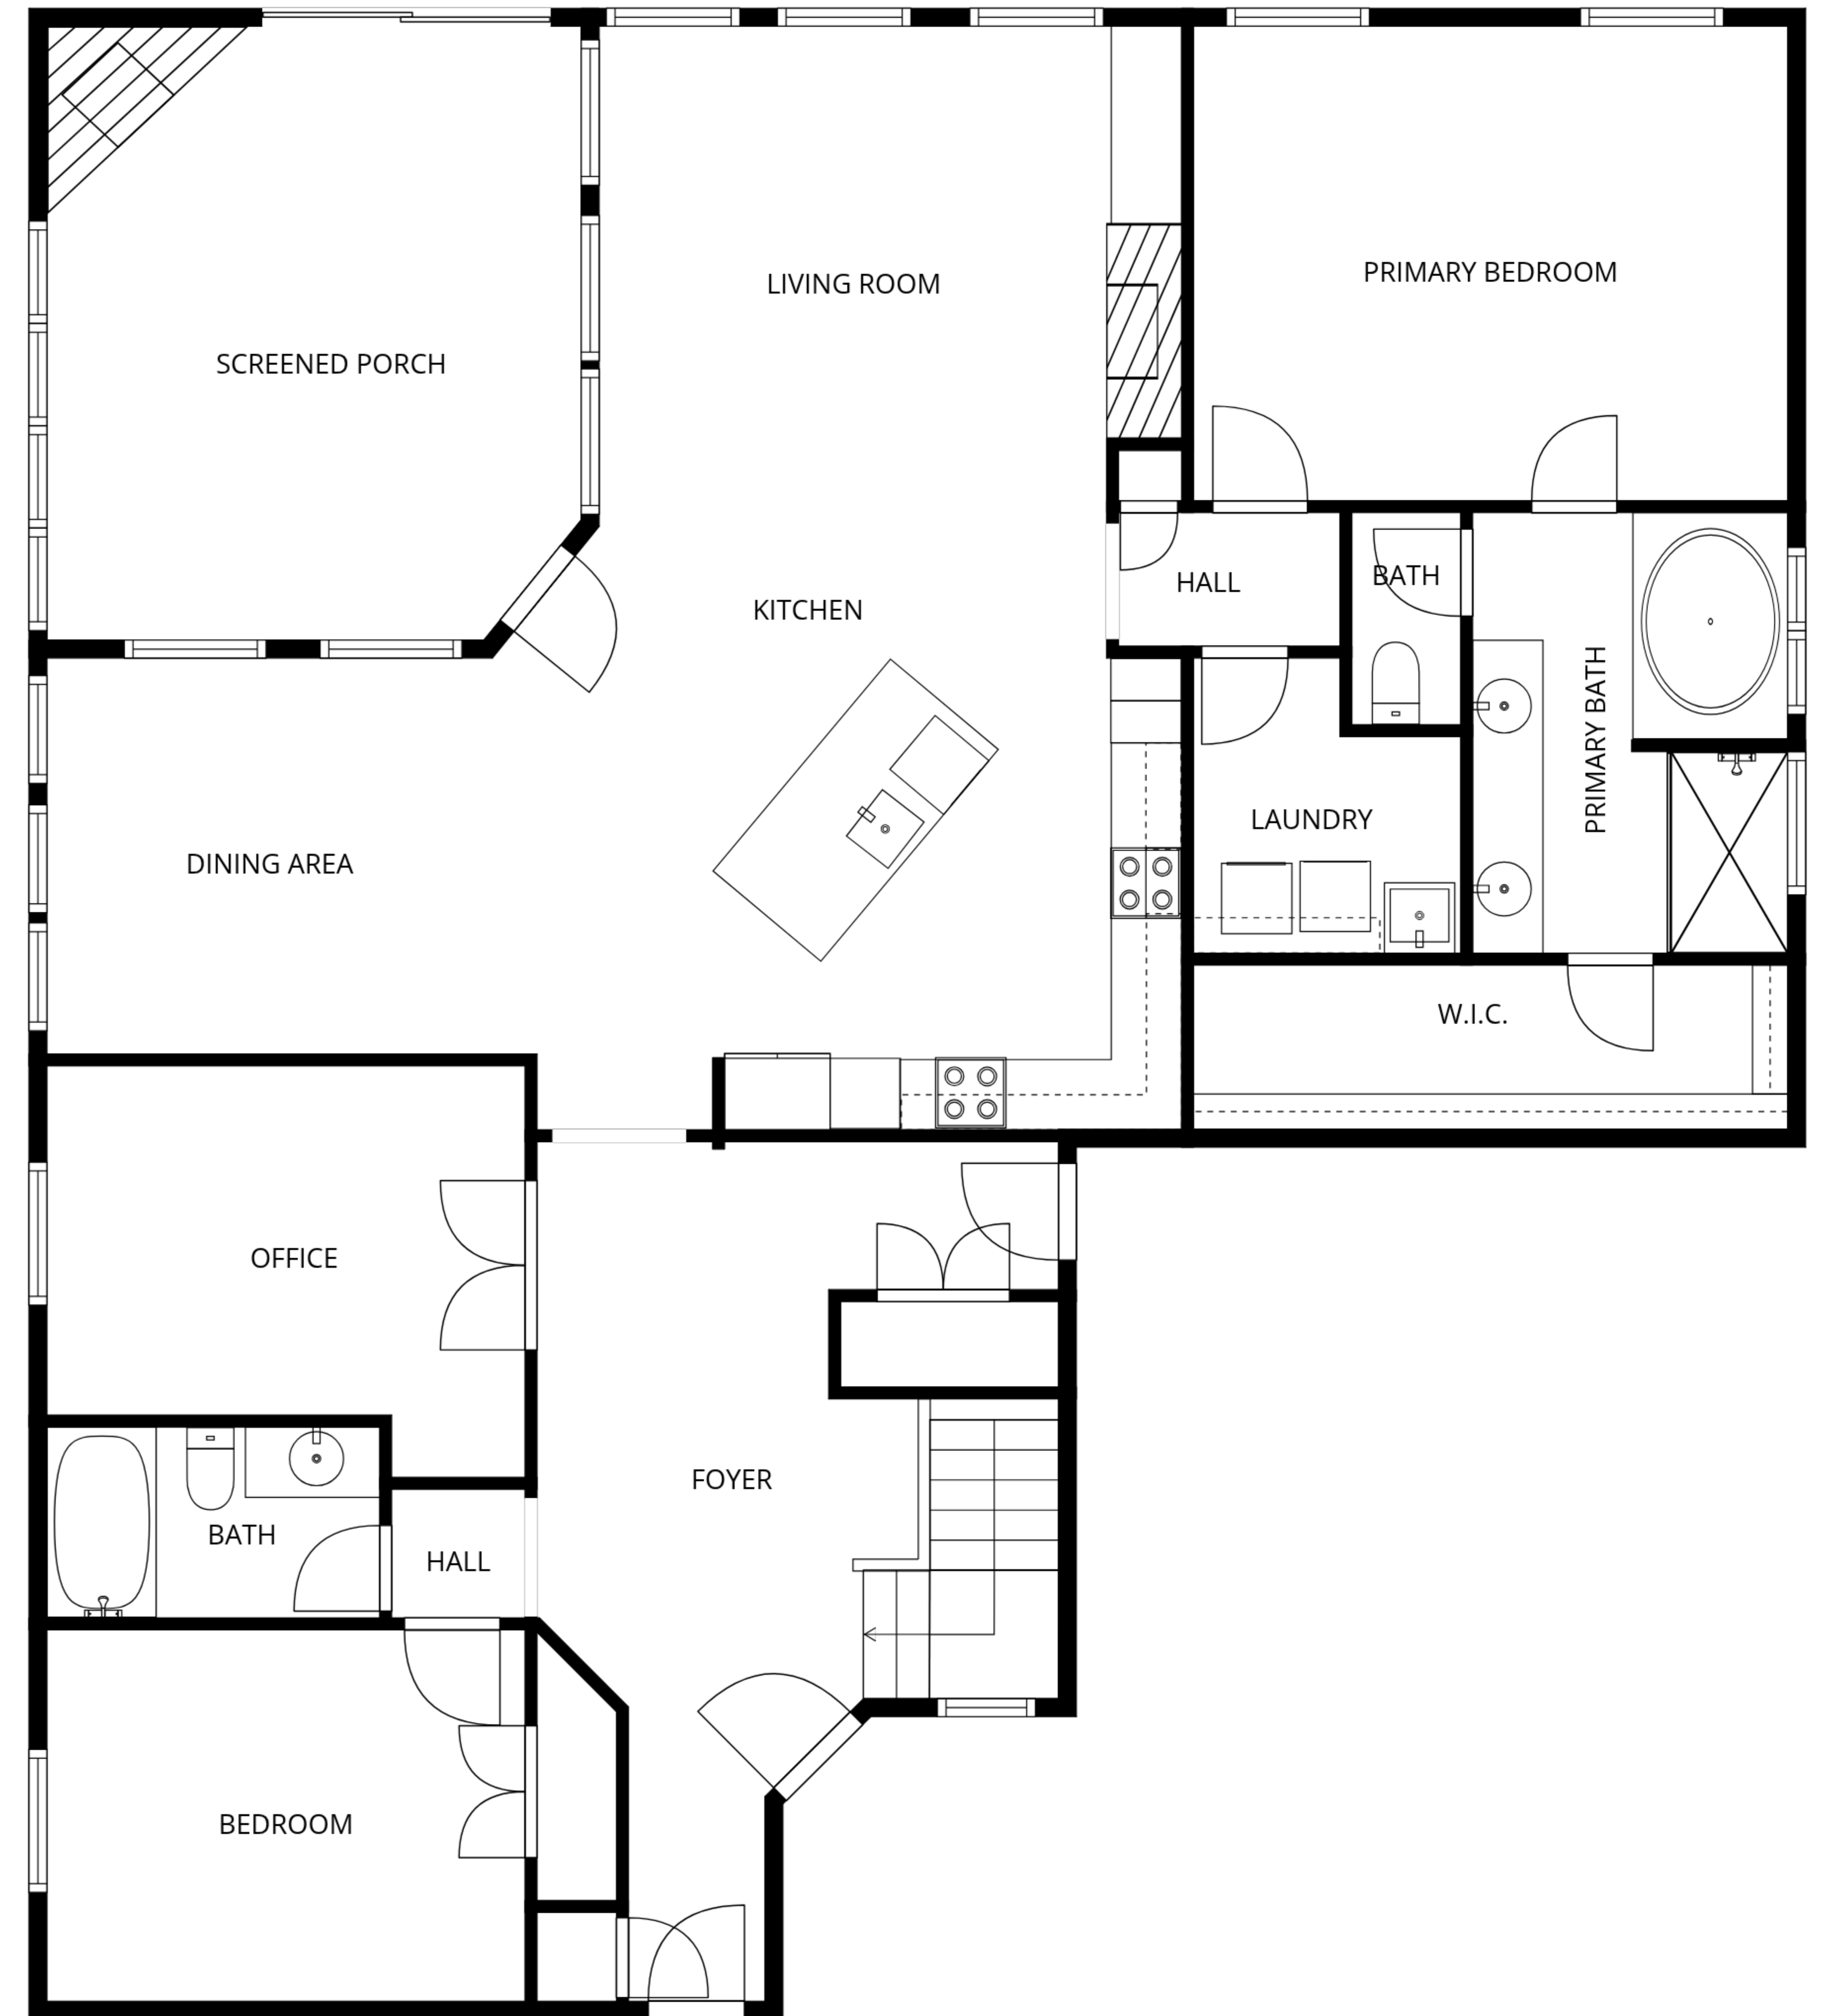 PRIMARY BEDROOM
LIVING ROOM
SCREENED PORCH
BATH
HALL
KITCHEN
PRIMARY BATH
LAUNDRY
DINING AREA
W.I.C.
OFFICE
FOYER
BATH
HALL
BEDROOM